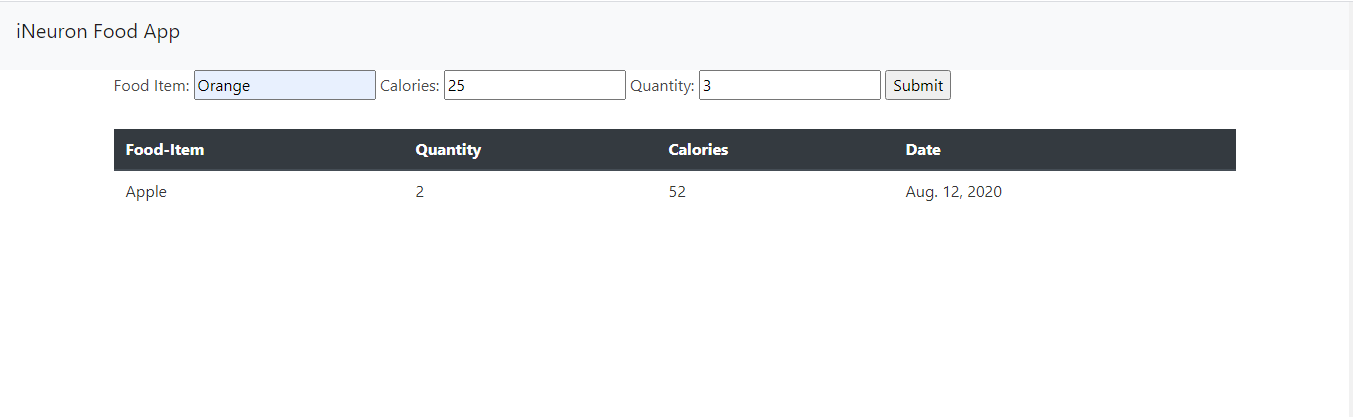 iNeuron Food App
Food Item: Orange Calories: 25 Quantity: 3 Submit
Food-Item Quantity Calories Date
Apple 2 52 Aug. 12, 2020